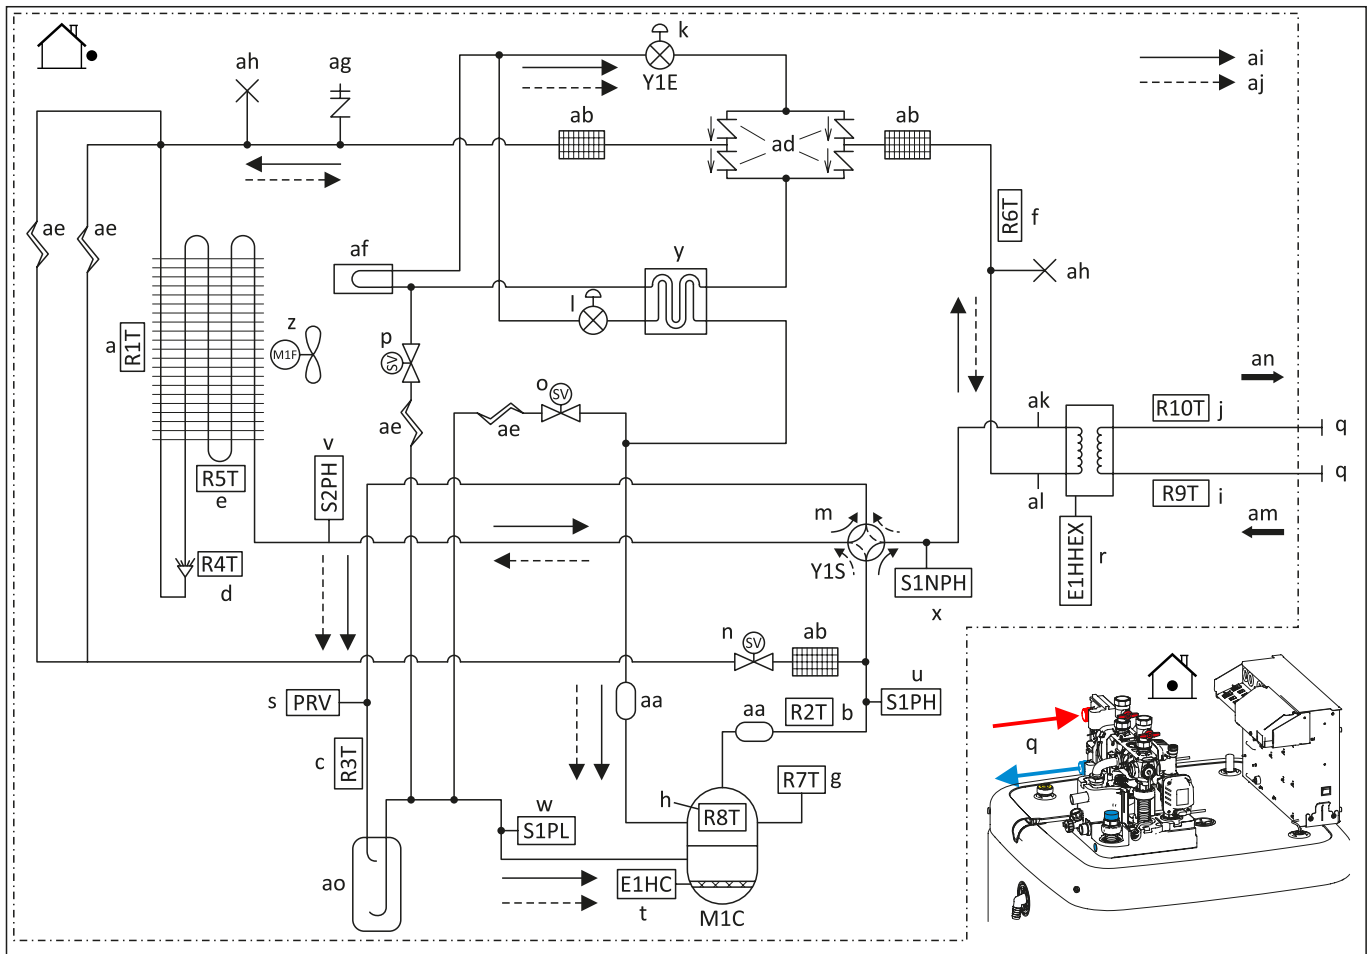 k
ai
aj
ah
ag
Y1E
ab
ab
ad
ae
ae
R6T
f
af
y
ah
l
z
M1F
a
R1T
p
SV
an
o
SV
ae
ae
ak
R10T
j
q
v
S2PH
R5T
e
al
R9T
i
q
m
am
R4T
d
Y1S
S1NPH
x
E1HHEX
r
n
SV
ab
u
s
PRV
aa
aa
R2T
b
S1PH
q
c
R3T
R7T
g
h
R8T
w
S1PL
ao
E1HC
t
M1C